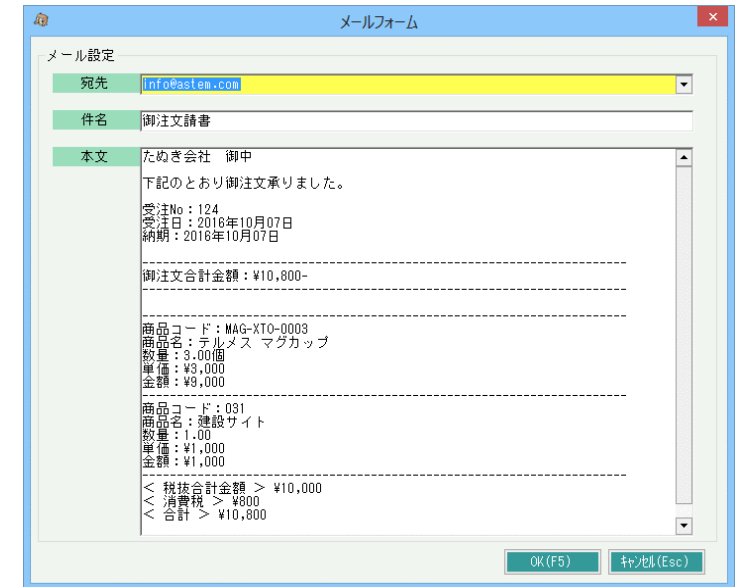 メールフォーム
メール設定
宛先 info@astem.com
件名 御注文請書
本文 たぬき会社　御中
下記のとおり御注文承りました。
受注No：124
受注日：2016年10月07日
納期：2016年10月07日
----------------------------------------------------------------------
御注文合計金額：¥10,800-
----------------------------------------------------------------------
----------------------------------------------------------------------
商品コード：MAG-XTO-0003
商品名：テルメス マグカップ
数量：3.00個
単価：¥3,000
金額：¥9,000
----------------------------------------------------------------------
商品コード：031
商品名：建設サイト
数量：1.00
単価：¥1,000
金額：¥1,000
----------------------------------------------------------------------
＜ 税抜合計金額 ＞ ¥10,000
＜ 消費税 ＞ ¥800
＜ 合計 ＞ ¥10,800
OK(F5) ｷｬﾝｾﾙ(Esc)